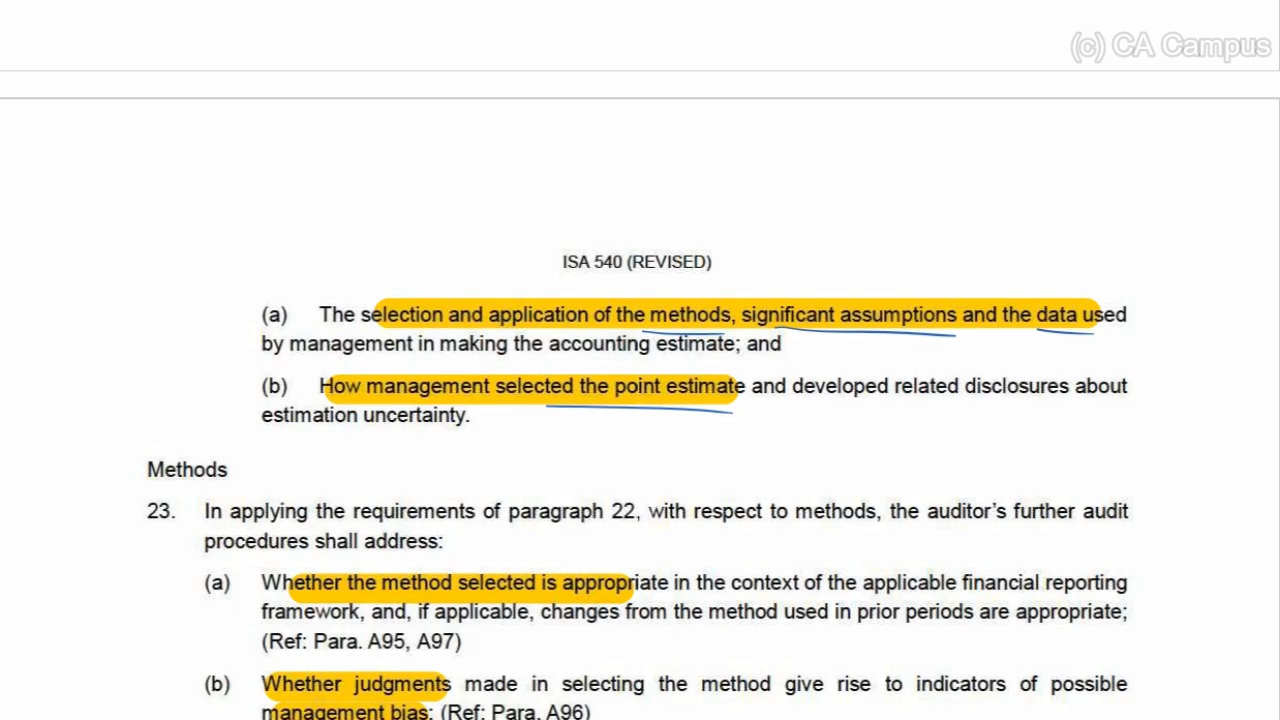 (c) CA Campus
ISA 540 (REVISED)
(a) The selection and application of the methods, significant assumptions and the data used
by management in making the accounting estimate; and
(b) How management selected the point estimate and developed related disclosures about
estimation uncertainty.
Methods
23. In applying the requirements of paragraph 22, with respect to methods, the auditor’s further audit
procedures shall address:
(a) Whether the method selected is appropriate in the context of the applicable financial reporting
framework, and, if applicable, changes from the method used in prior periods are appropriate;
(Ref: Para. A95, A97)
(b) Whether judgments made in selecting the method give rise to indicators of possible
management bias; (Ref: Para. A96)